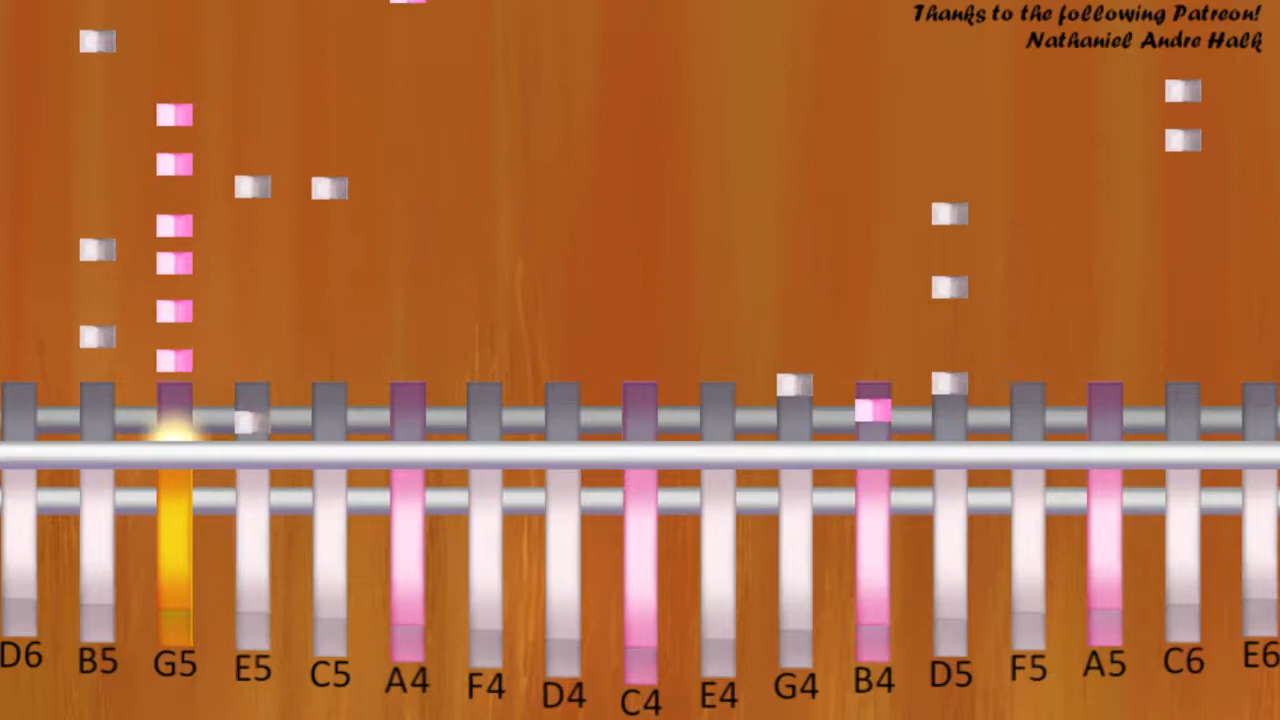 Thanks to the following Patreon!
Nathaniel Andre Halk
D6 B5 G5 E5 C5 A4 F4 D4 C4 E4 G4 B4 D5 F5 A5 C6 E6